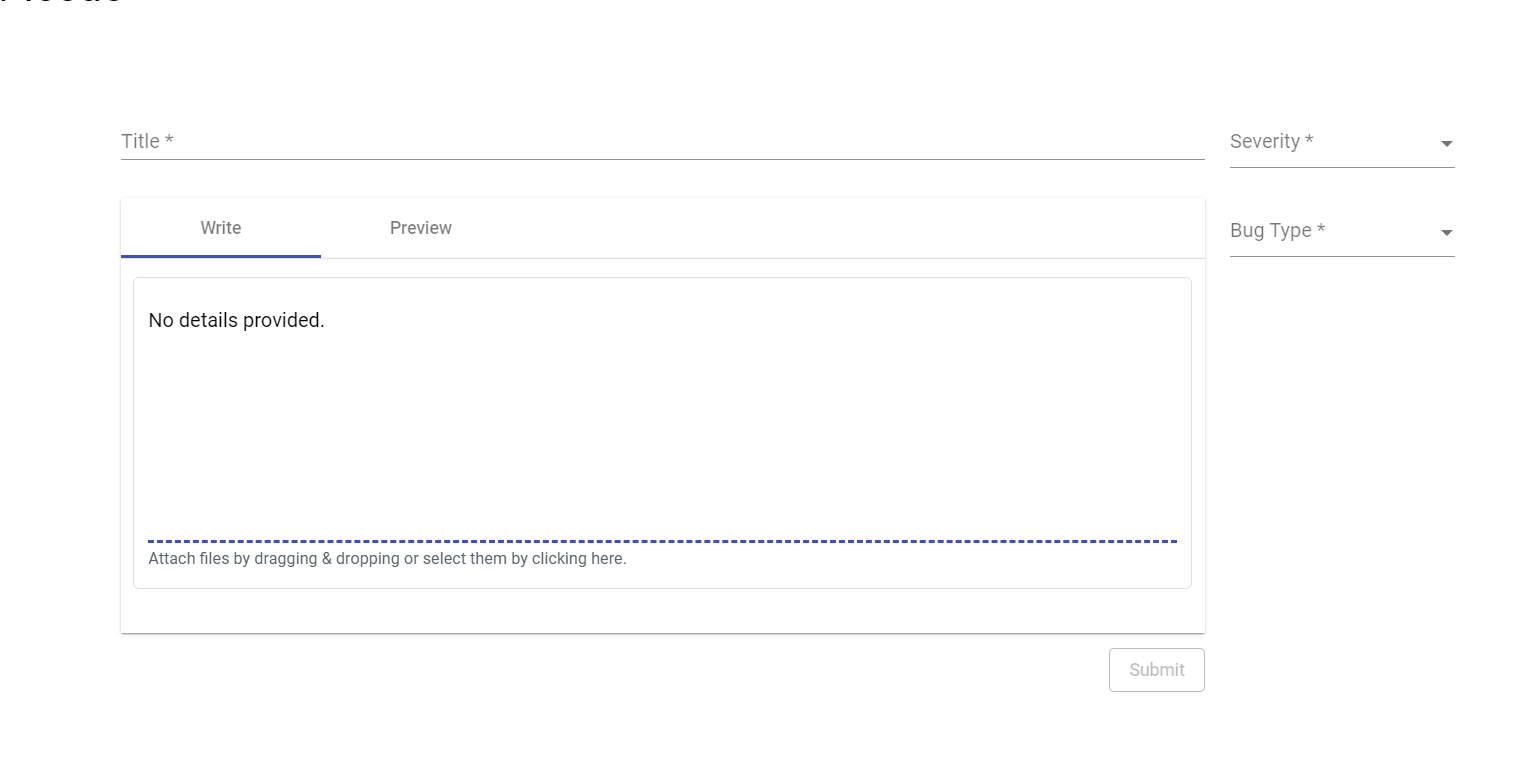 Title *
Severity *
Write
Preview
Bug Type *
No details provided.
Attach files by dragging & dropping or select them by clicking here.
Submit